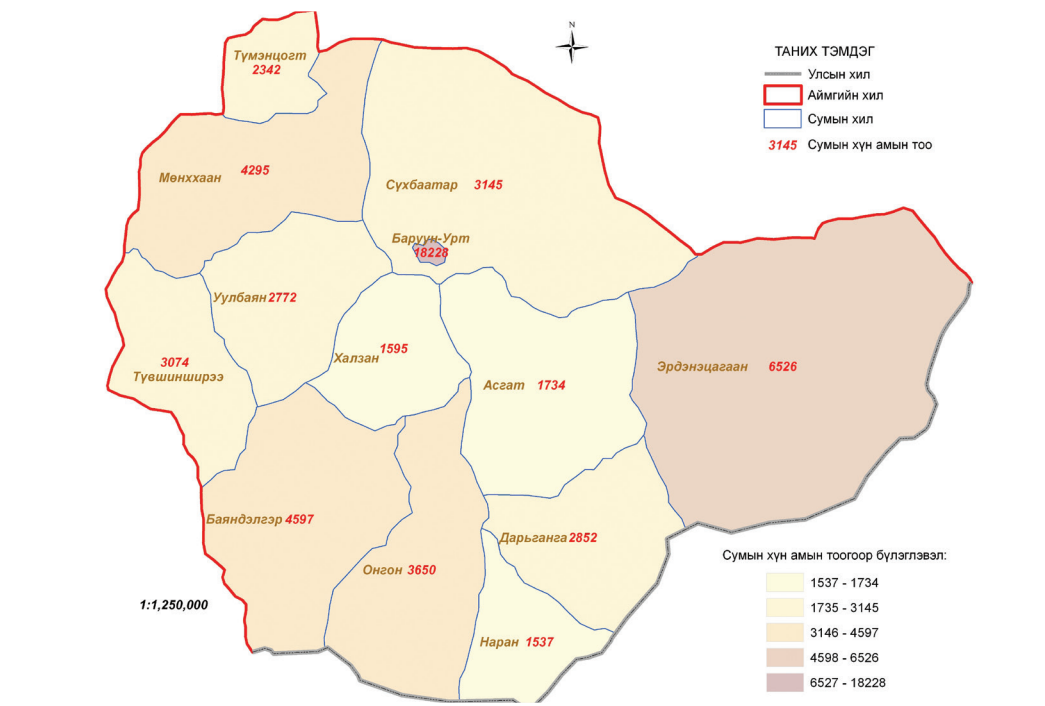 N
ТАНИХ ТЭМДЭГ
Улсын хил
Аймгийн хил
Сумын хил
3145 Сумын хүн амын тоо
Түмэнцогт
2342
Мөнххаан 4295
Сүхбаатар 3145
Баруун-Урт
18228
Уулбаян 2772
Халзан 1595
3074
Түвшинширээ
Асгат 1734
Эрдэнэцагаан 6526
Баяндэлгэр 4597
Дарьганга 2852
Онгон 3650
Наран 1537
1:1,250,000
Сумын хүн амын тоогоор бүлэглэвэл:
1537 - 1734
1735 - 3145
3146 - 4597
4598 - 6526
6527 - 18228